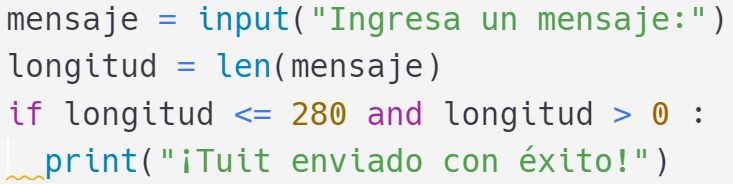 mensaje = input("Ingresa un mensaje:")
longitud = len(mensaje)
if longitud <= 280 and longitud > 0 :
  print("¡Tuit enviado con éxito!")